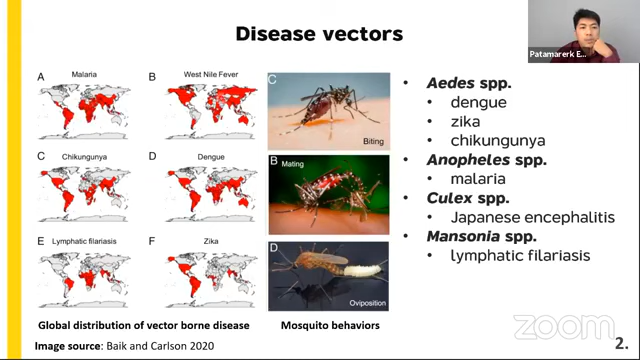 Disease vectors
Patamarerk E...
A Malaria
B West Nile Fever
C Chikungunya
D Dengue
E Lymphatic filariasis
F Zika
Global distribution of vector borne disease
Image source: Baik and Carlson 2020
C
Biting
B
Mating
D
Oviposition
Mosquito behaviors
• Aedes spp.
• dengue
• zika
• chikungunya
• Anopheles spp.
• malaria
• Culex spp.
• Japanese encephalitis
• Mansonia spp.
• lymphatic filariasis
zoom
2.